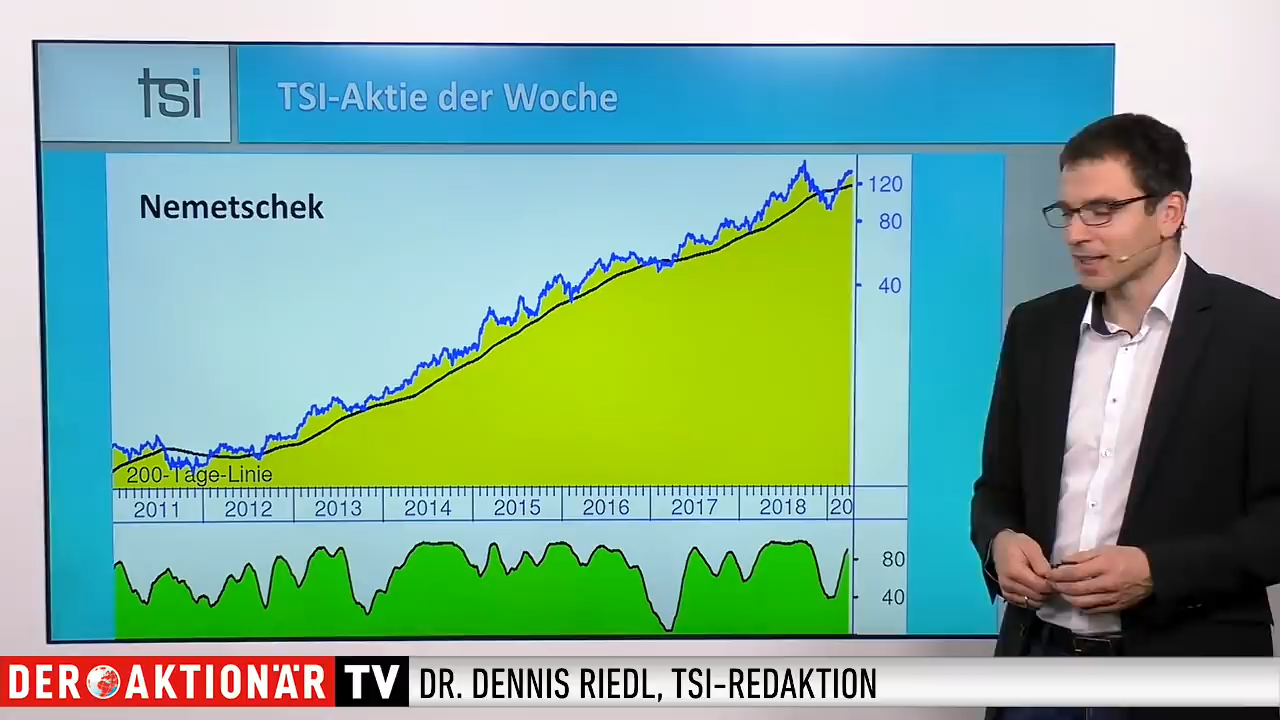 tsi
TSI-Aktie der Woche
Nemetschek
120
80
40
200-Tage-Linie
2011 2012 2013 2014 2015 2016 2017 2018 20
80
40
DER AKTIONÄR TV DR. DENNIS RIEDL, TSI-REDAKTION